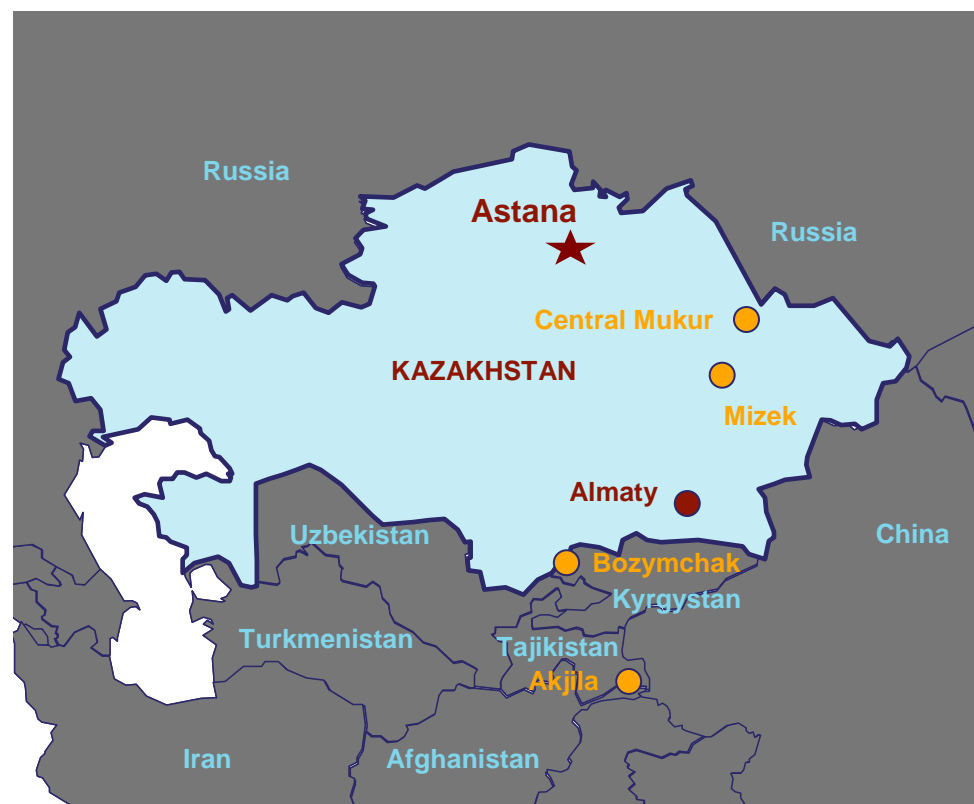 Russia
Astana
Russia
Central Mukur
KAZAKHSTAN
Mizek
Almaty
Uzbekistan
China
Bozymchak
Kyrgystan
Turkmenistan
Tajikistan
Akjila
Iran
Afghanistan